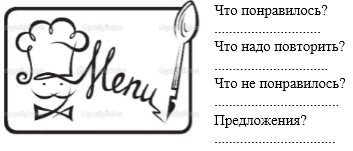 Menu
Что понравилось?
................................
Что надо повторить?
................................
Что не понравилось?
...................................
Предложения?
..................................